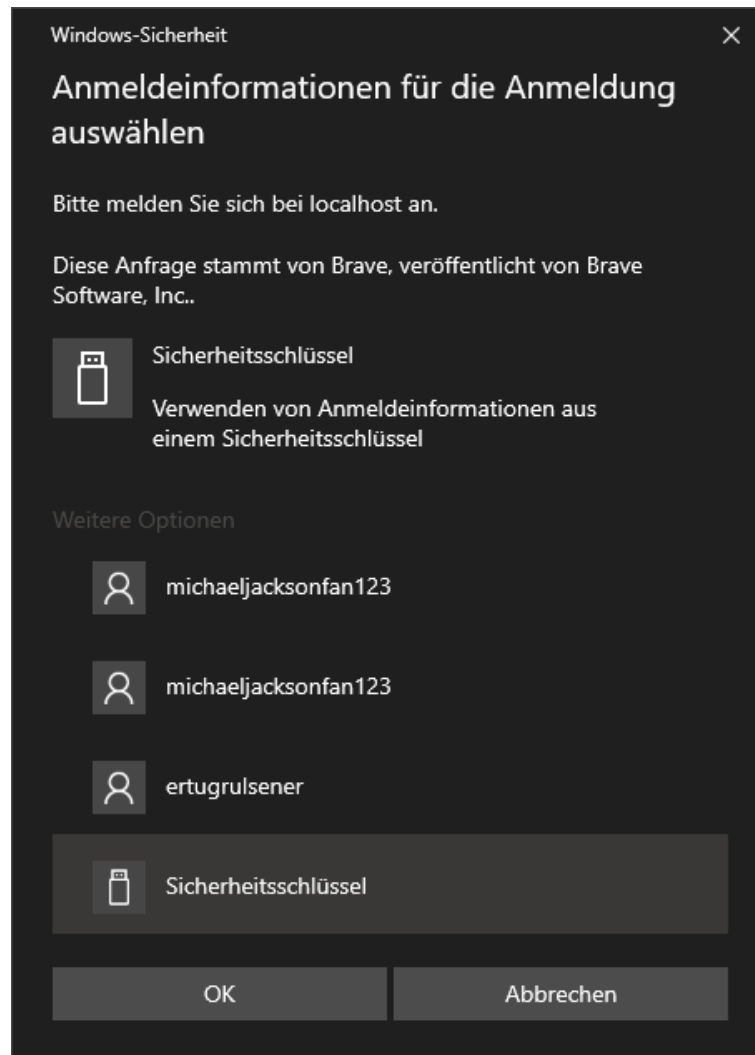 Windows-Sicherheit
Anmeldeinformationen für die Anmeldung
auswählen
Bitte melden Sie sich bei localhost an.
Diese Anfrage stammt von Brave, veröffentlicht von Brave
Software, Inc..
Sicherheitsschlüssel
Verwenden von Anmeldeinformationen aus
einem Sicherheitsschlüssel
Weitere Optionen
michaeljacksonfan123
michaeljacksonfan123
ertugrulsener
Sicherheitsschlüssel
OK
Abbrechen